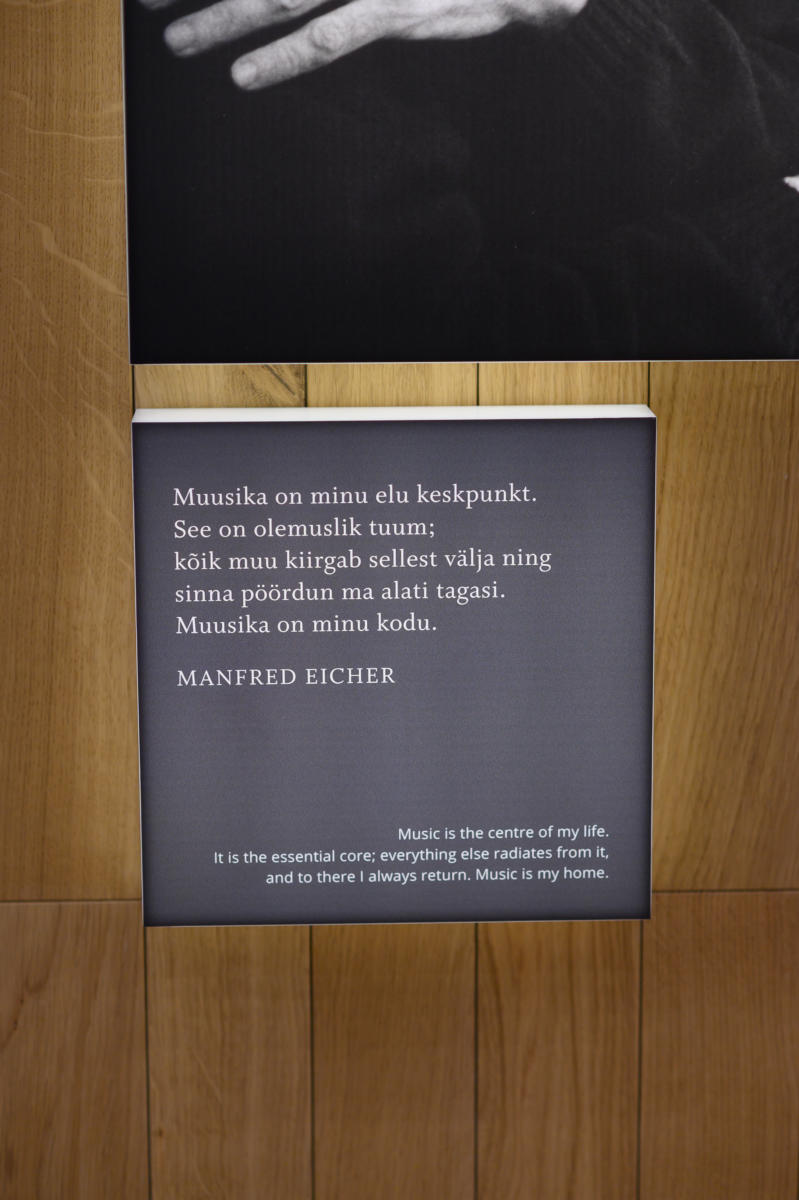 Muusika on minu elu keskpunkt.
See on olemuslik tuum;
kõik muu kiirgab sellest välja ning
sinna pöördun ma alati tagasi.
Muusika on minu kodu.
MANFRED EICHER
Music is the centre of my life.
It is the essential core; everything else radiates from it,
and to there I always return. Music is my home.